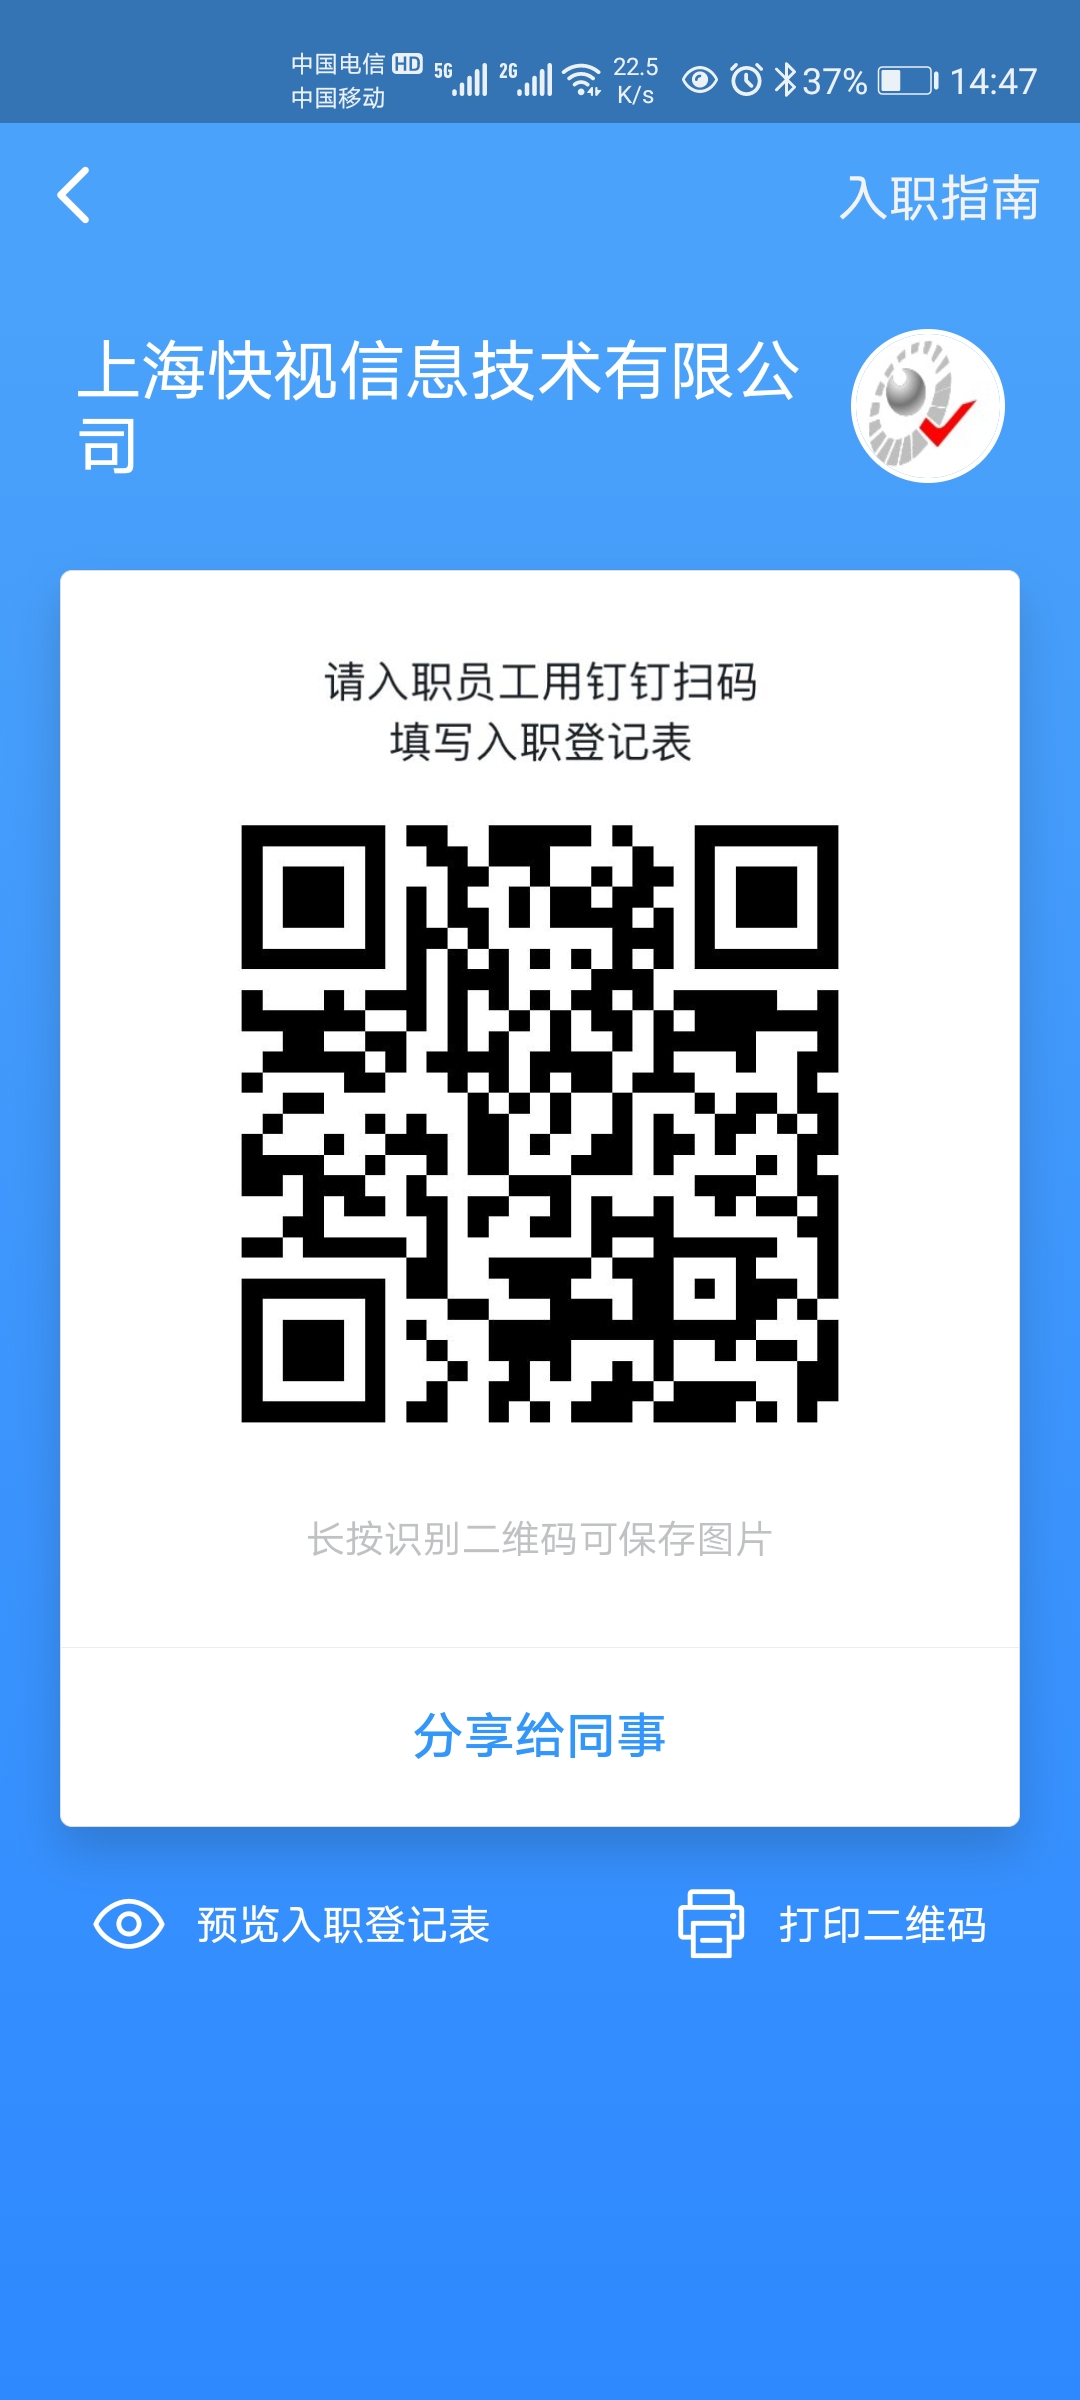 中国电信 HD 5G 2G 22.5 K/s 37% 14:47
中国移动
入职指南
上海快视信息技术有限公
司
请入职员工用钉钉扫码
填写入职登记表
长按识别二维码可保存图片
分享给同事
预览入职登记表 打印二维码